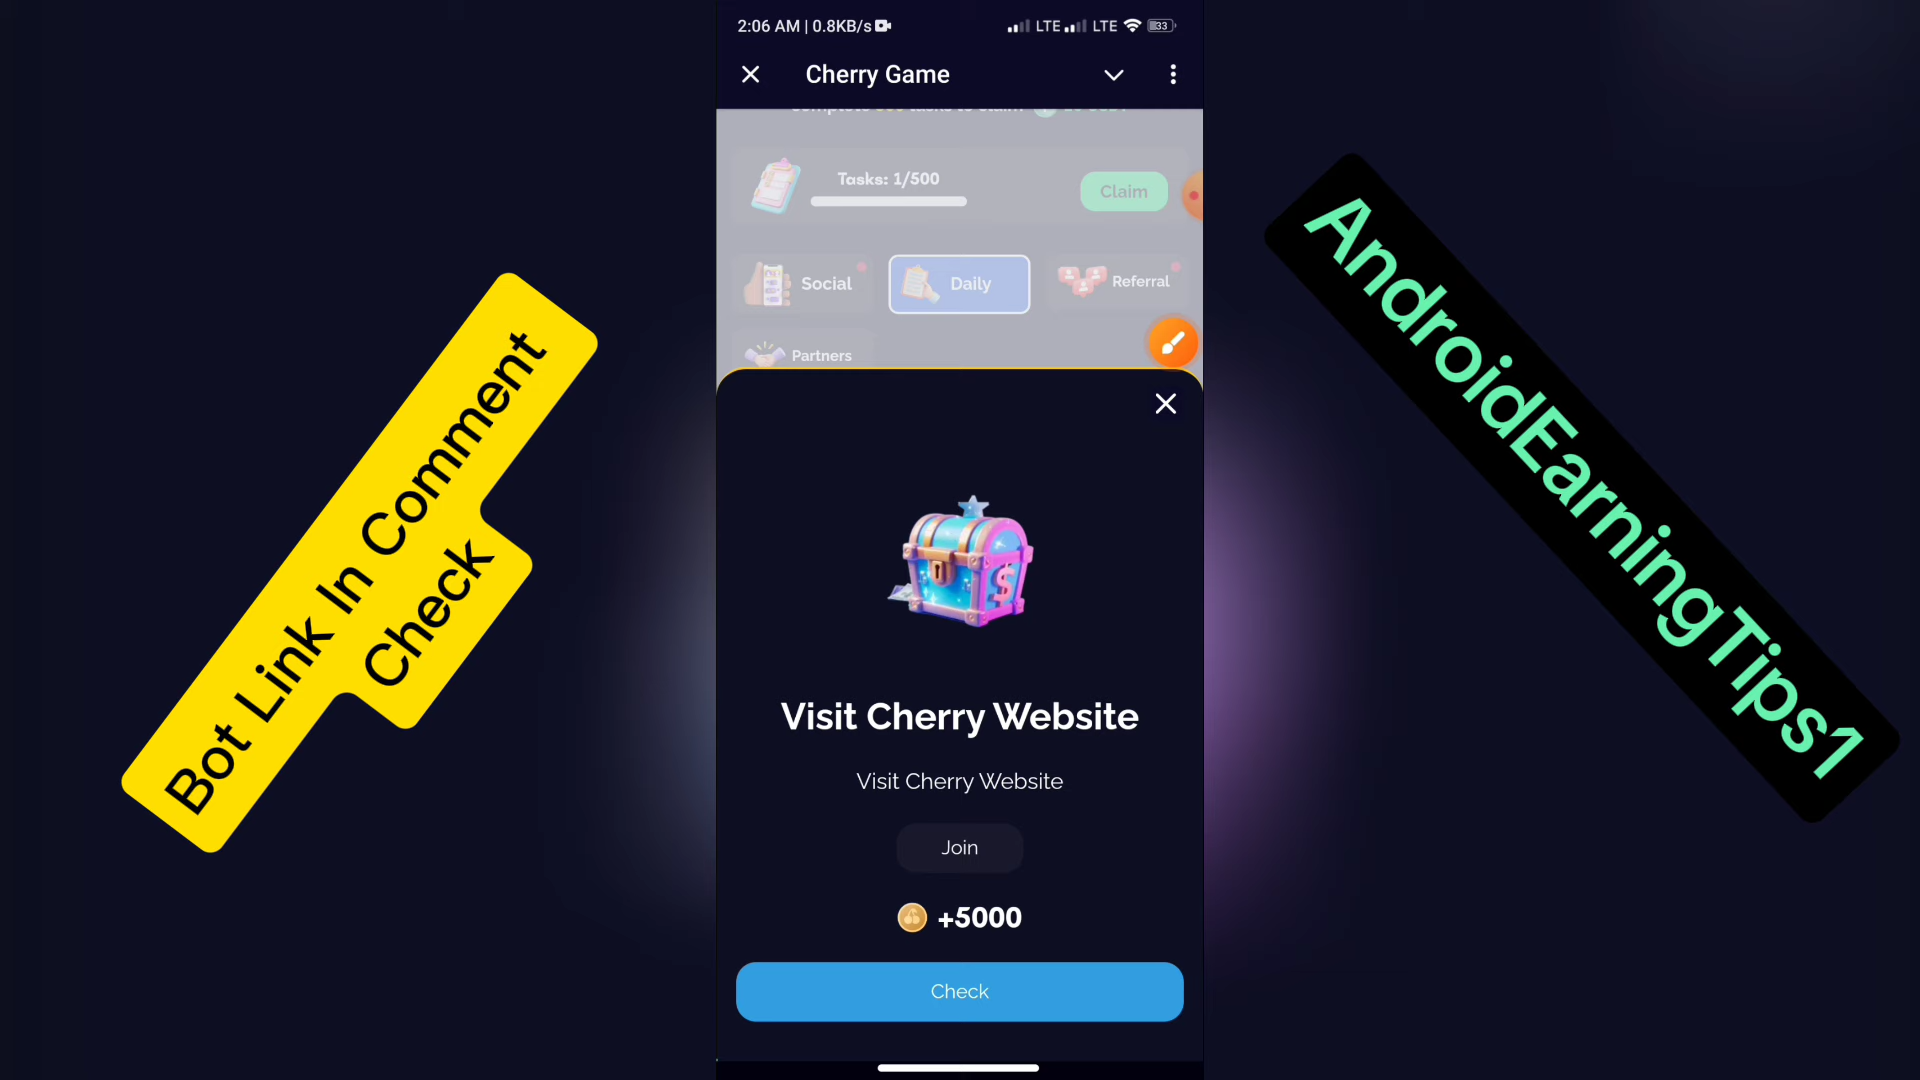 2:06 AM | 0.8KB/s
LTE LTE 33
Cherry Game
Tasks: 1/500
Claim
Social
Daily
Referral
Partners
Visit Cherry Website
Visit Cherry Website
Join
+5000
Check
Bot Link In Comment
Check
AndroidEarningTips1